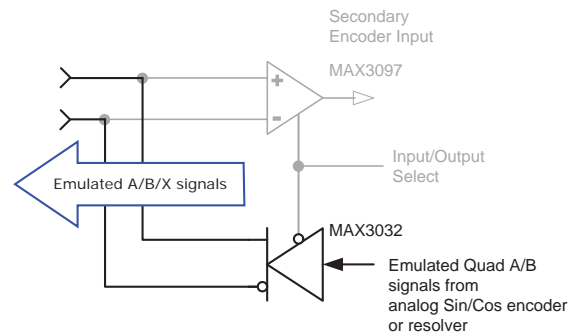 Secondary
Encoder Input
MAX3097
+
-
Input/Output
Select
Emulated A/B/X signals
MAX3032
Emulated Quad A/B
signals from
analog Sin/Cos encoder
or resolver